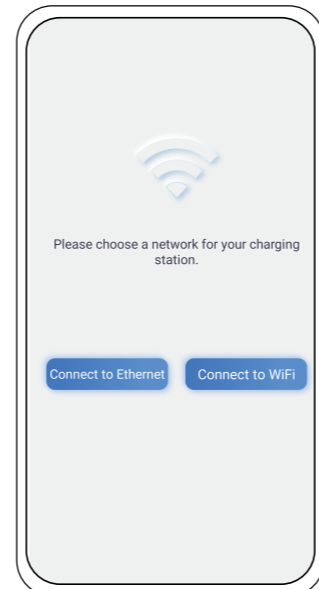 Please choose a network for your charging
station.
Connect to Ethernet
Connect to WiFi